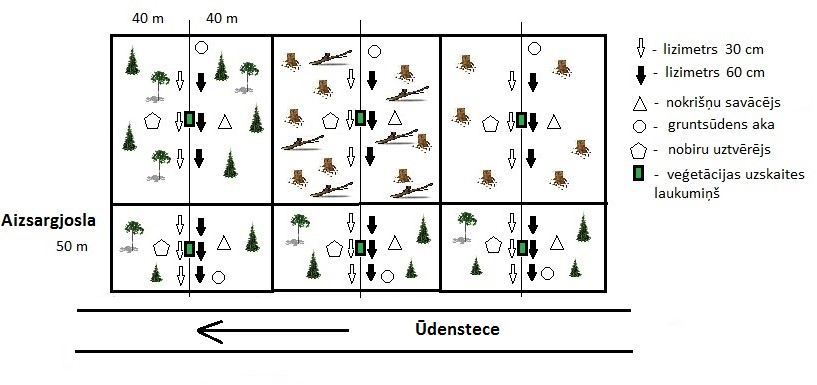 40 m 40 m
- lizimetrs 30 cm
- lizimetrs 60 cm
- nokrišņu savācējs
- gruntsūdens aka
- nobiru uztvērējs
- veģetācijas uzskaites
laukumiņš
Aizsargjosla
50 m
Ūdenstece